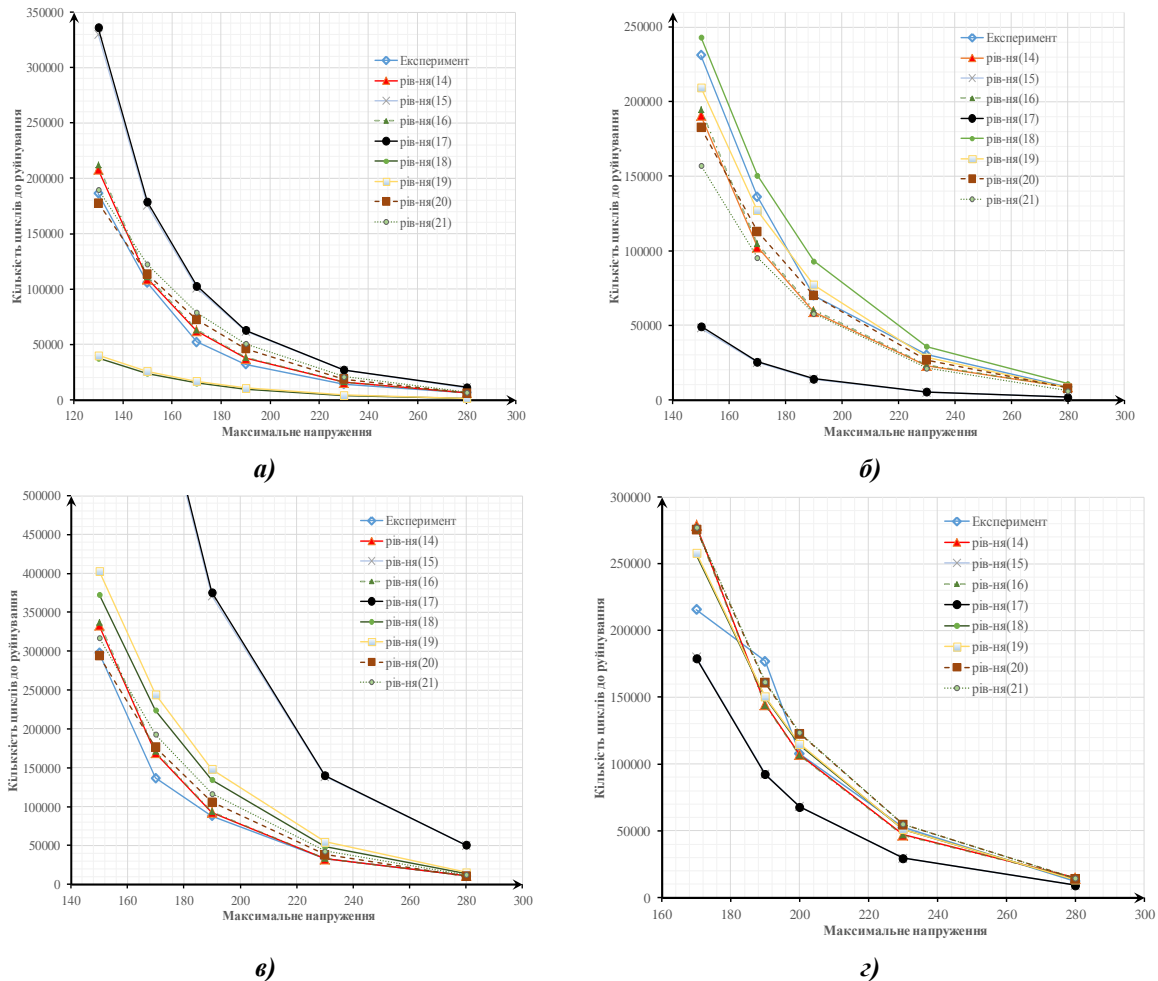 350000
300000
250000
200000
150000
100000
50000
0
120 140 160 180 200 220 240 260 280 300
Кількість циклів до руйнування
Максимальне напруження
Експеримент
рів-ня(14)
рів-ня(15)
рів-ня(16)
рів-ня(17)
рів-ня(18)
рів-ня(19)
рів-ня(20)
рів-ня(21)
а)
250000
200000
150000
100000
50000
0
140 160 180 200 220 240 260 280 300
Кількість циклів до руйнування
Максимальне напруження
Експеримент
рів-ня(14)
рів-ня(15)
рів-ня(16)
рів-ня(17)
рів-ня(18)
рів-ня(19)
рів-ня(20)
рів-ня(21)
б)
500000
450000
400000
350000
300000
250000
200000
150000
100000
50000
0
140 160 180 200 220 240 260 280 300
Кільккість циклів до руйнування
Максимальне напруження
Експеримент
рів-ня(14)
рів-ня(15)
рів-ня(16)
рів-ня(17)
рів-ня(18)
рів-ня(19)
рів-ня(20)
рів-ня(21)
в)
300000
250000
200000
150000
100000
50000
0
160 180 200 220 240 260 280 300
Кількість циклів до руйнування
Максимальне напруження
Експеримент
рів-ня(14)
рів-ня(15)
рів-ня(16)
рів-ня(17)
рів-ня(18)
рів-ня(19)
рів-ня(20)
рів-ня(21)
г)